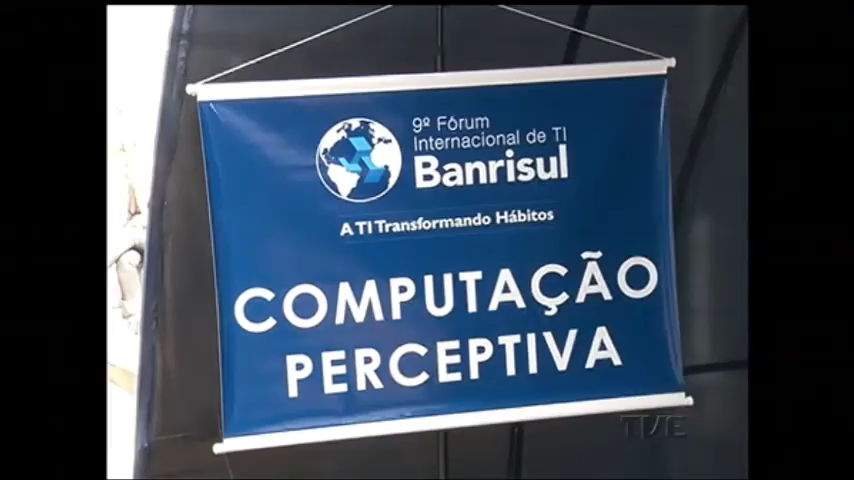 9º Fórum
Internacional de TI
Banrisul
A TI Transformando Hábitos
COMPUTAÇÃO
PERCEPTIVA
TVE